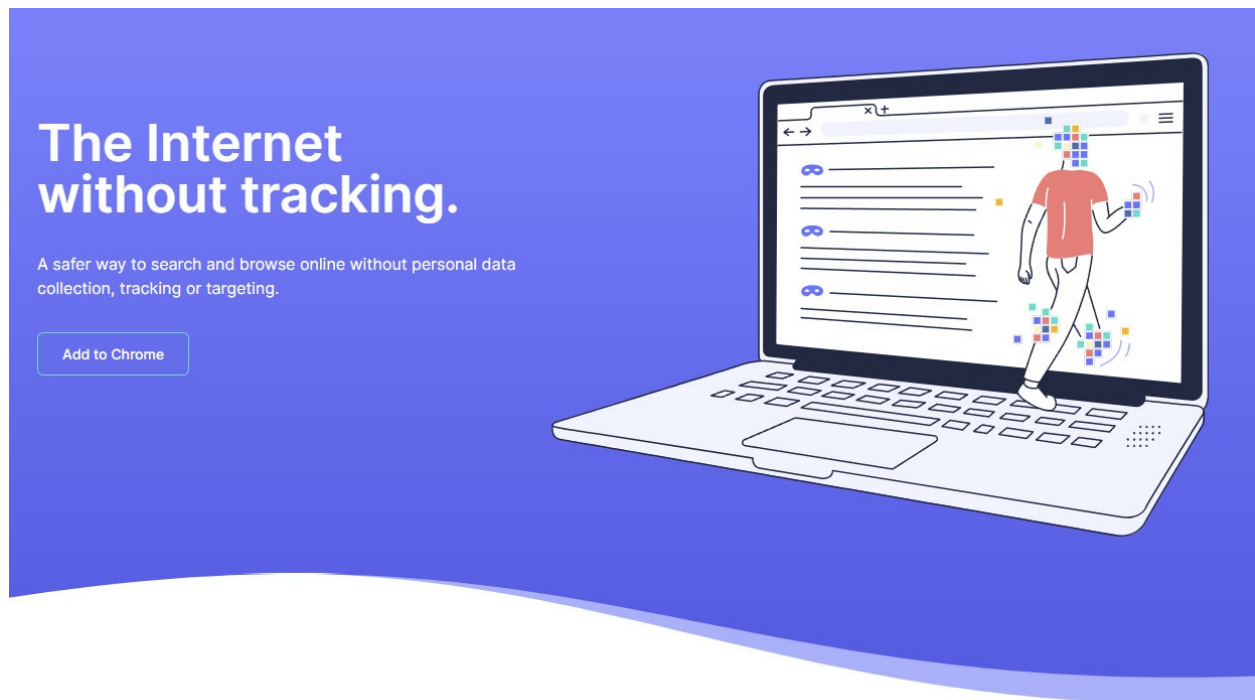 The Internet
without tracking.
A safer way to search and browse online without personal data
collection, tracking or targeting.
Add to Chrome